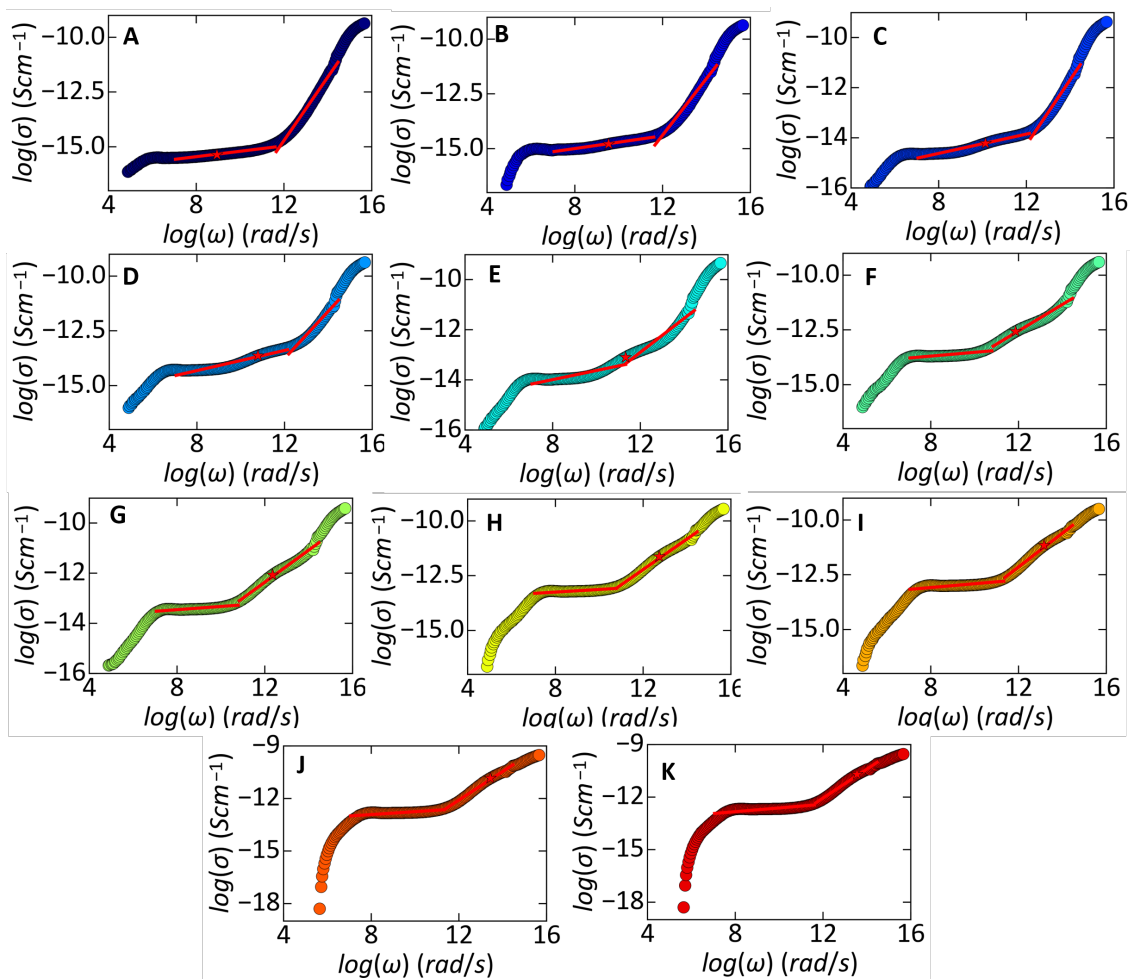 A
log(σ) (Scm⁻¹)
−10.0
−12.5
−15.0
4 8 12 16
log(ω) (rad/s)
B
log(σ) (Scm⁻¹)
−10.0
−12.5
−15.0
4 8 12 16
log(ω) (rad/s)
C
log(σ) (Scm⁻¹)
−10
−12
−14
−16
4 8 12 16
log(ω) (rad/s)
D
log(σ) (Scm⁻¹)
−10.0
−12.5
−15.0
4 8 12 16
log(ω) (rad/s)
E
log(σ) (Scm⁻¹)
−10
−12
−14
−16
4 8 12 16
log(ω) (rad/s)
F
log(σ) (Scm⁻¹)
−10.0
−12.5
−15.0
4 8 12 16
log(ω) (rad/s)
G
log(σ) (Scm⁻¹)
−10
−12
−14
−16
4 8 12 16
log(ω) (rad/s)
H
log(σ) (Scm⁻¹)
−10.0
−12.5
−15.0
4 8 12 16
log(ω) (rad/s)
I
log(σ) (Scm⁻¹)
−10.0
−12.5
−15.0
4 8 12 16
log(ω) (rad/s)
J
log(σ) (Scm⁻¹)
−9
−12
−15
−18
4 8 12 16
log(ω) (rad/s)
K
log(σ) (Scm⁻¹)
−9
−12
−15
−18
4 8 12 16
log(ω) (rad/s)